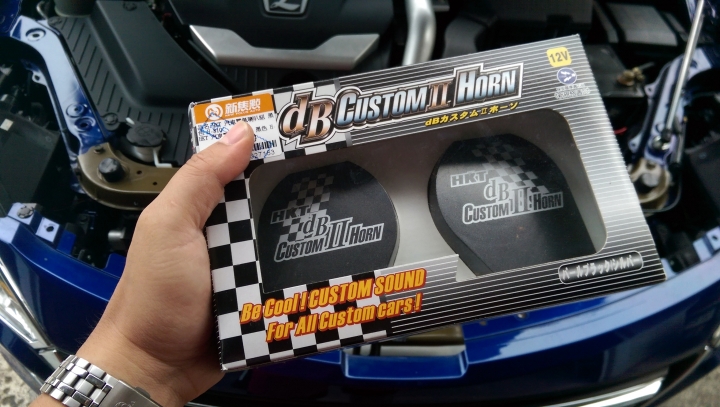 dB CUSTOM II HORN
dBカスタムⅡホーン
12V
HKT
dB
CUSTOM II HORN
HKT
dB
CUSTOM II HORN
Be Cool! CUSTOM SOUND
For All Custom cars!
パールブラックシルバー